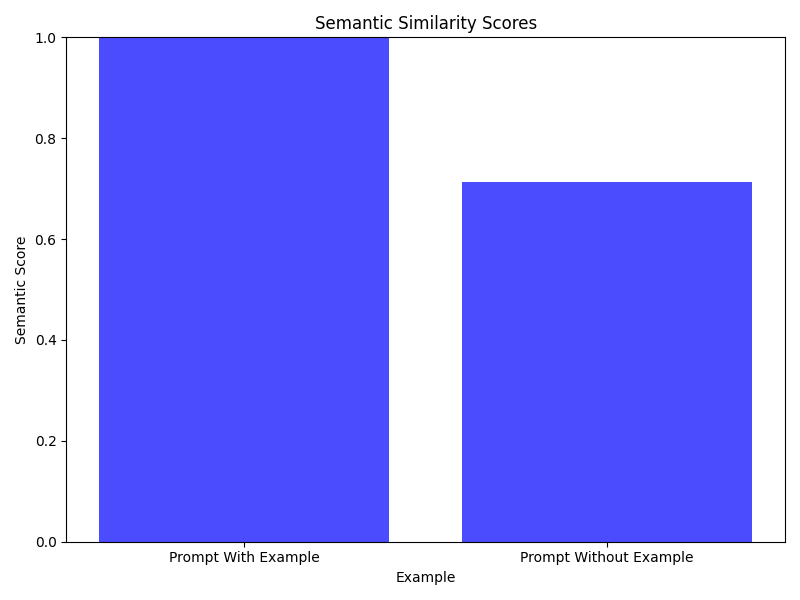 Semantic Similarity Scores
1.0
0.8
0.6
0.4
0.2
0.0
Semantic Score
Prompt With Example
Prompt Without Example
Example